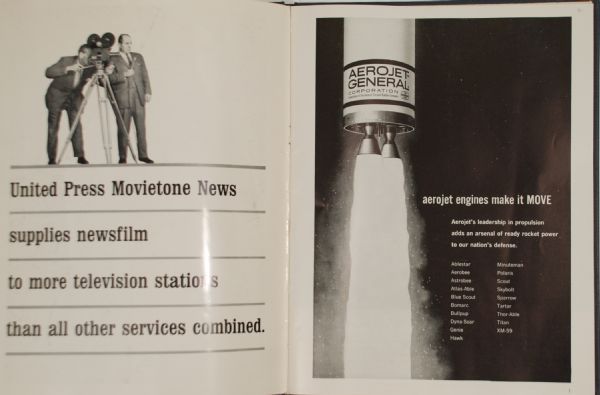 United Press Movietone News
supplies newsfilm
to more television stations
than all other services combined.
AEROJET-
GENERAL
CORPORATION
aerojet engines make it MOVE
Aerojet's leadership in propulsion
adds an arsenal of ready rocket power
to our nation's defense.
Ablestar
Aerobee
Astrobee
Atlas-Able
Blue Scout
Bomarc
Bullpup
Dyna Soar
Genie
Hawk
Minuteman
Polaris
Scout
Skybolt
Sparrow
Tartar
Thor-Able
Titan
XM-59